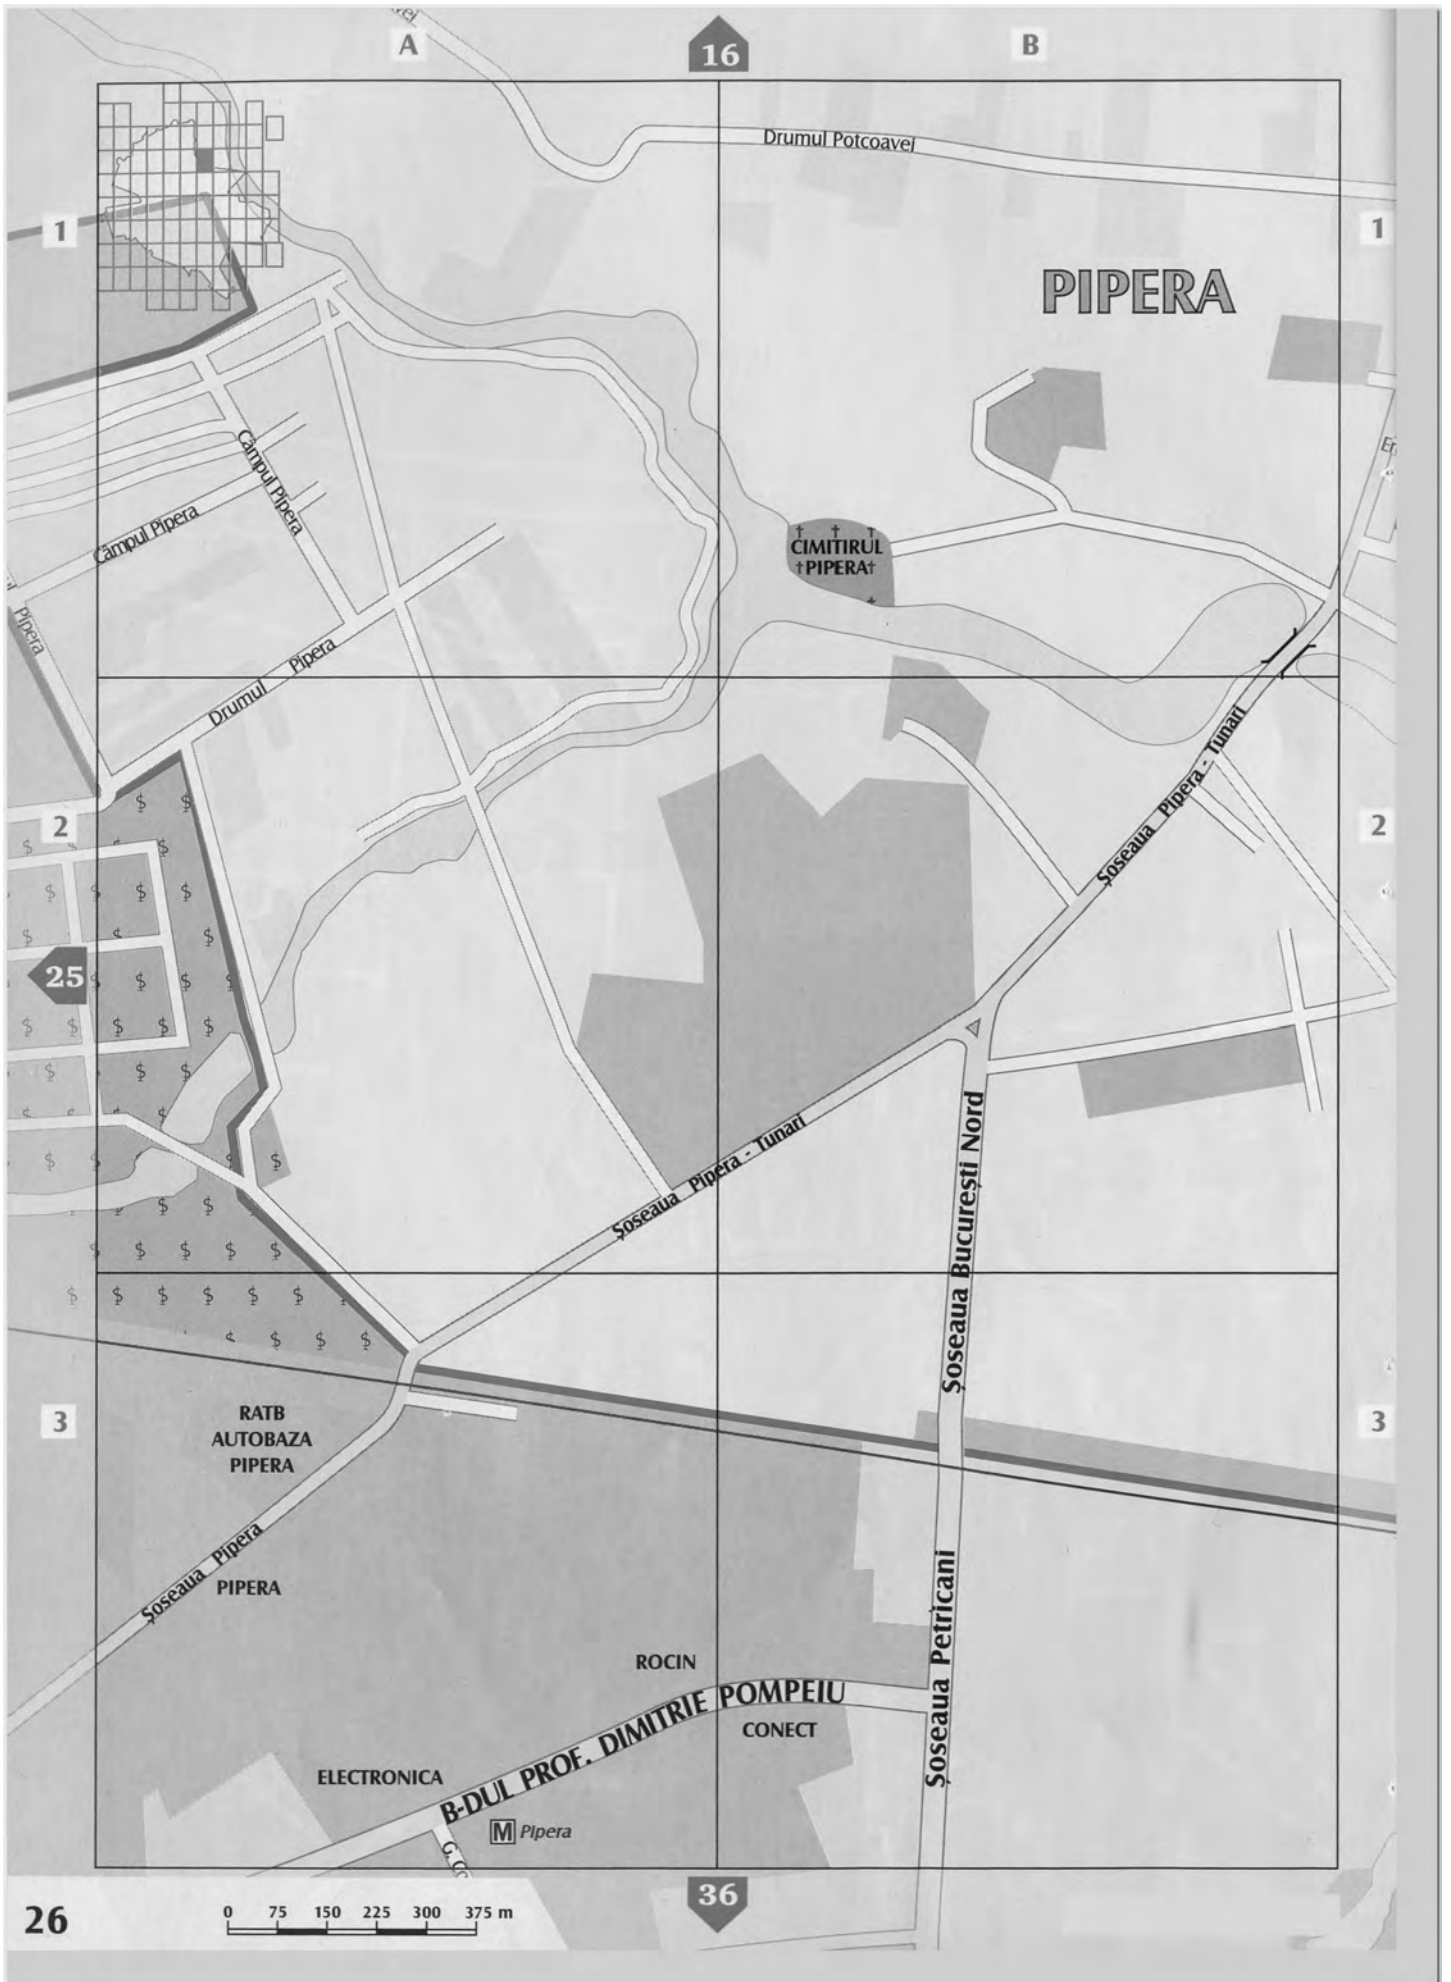 A
16
B
Drumul Potcoavei
1
1
PIPERA
Câmpul Pipera
Câmpul Pipera
CIMITIRUL
PIPERA
Pipera
Drumul Pipera
Șoseaua Pipera - Tunari
2
2
25
Șoseaua Pipera - Tunari
Șoseaua București Nord
3
3
RATB
AUTOBAZA
PIPERA
Șoseaua Pipera
PIPERA
Șoseaua Petricani
ROCIN
B-DUL PROF. DIMITRIE POMPEIU
CONECT
ELECTRONICA
M Pipera
36
26
0 75 150 225 300 375 m